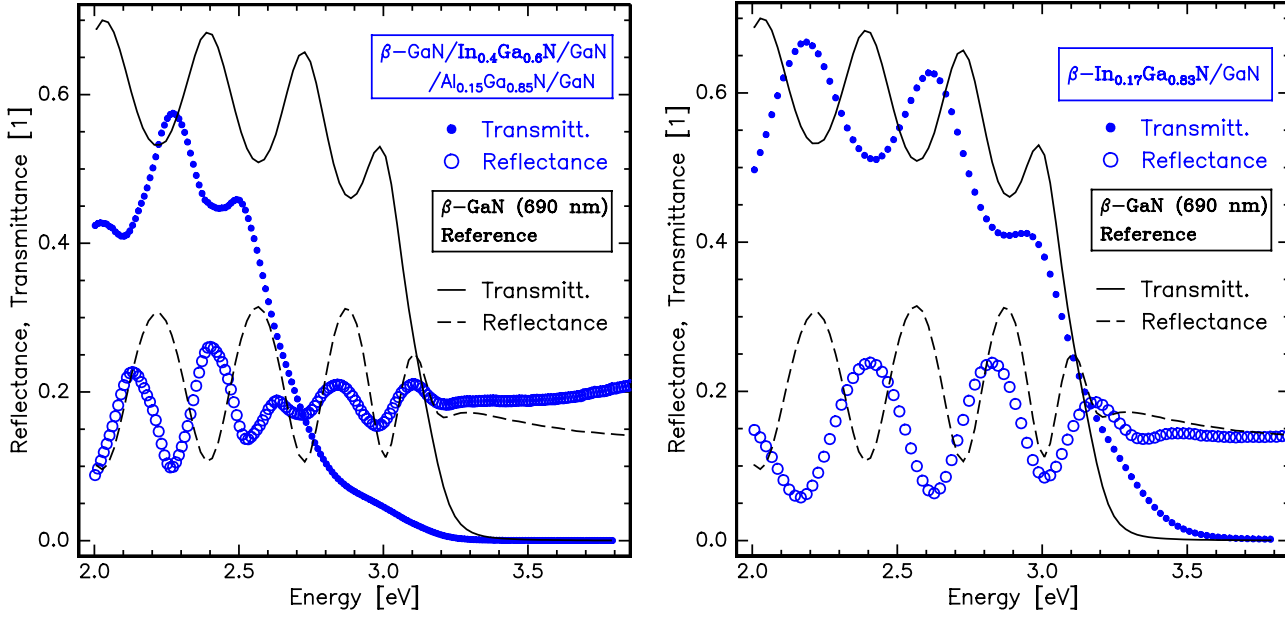 Reflectance, Transmittance [1]
0.6
0.4
0.2
0.0
β−GaN/In0.4Ga0.6N/GaN
/Al0.15Ga0.85N/GaN
Transmitt.
Reflectance
β−GaN (690 nm)
Reference
Transmitt.
Reflectance
2.0 2.5 3.0 3.5
Energy [eV]
Reflectance, Transmittance [1]
0.6
0.4
0.2
0.0
β−In0.17Ga0.83N/GaN
Transmitt.
Reflectance
β−GaN (690 nm)
Reference
Transmitt.
Reflectance
2.0 2.5 3.0 3.5
Energy [eV]